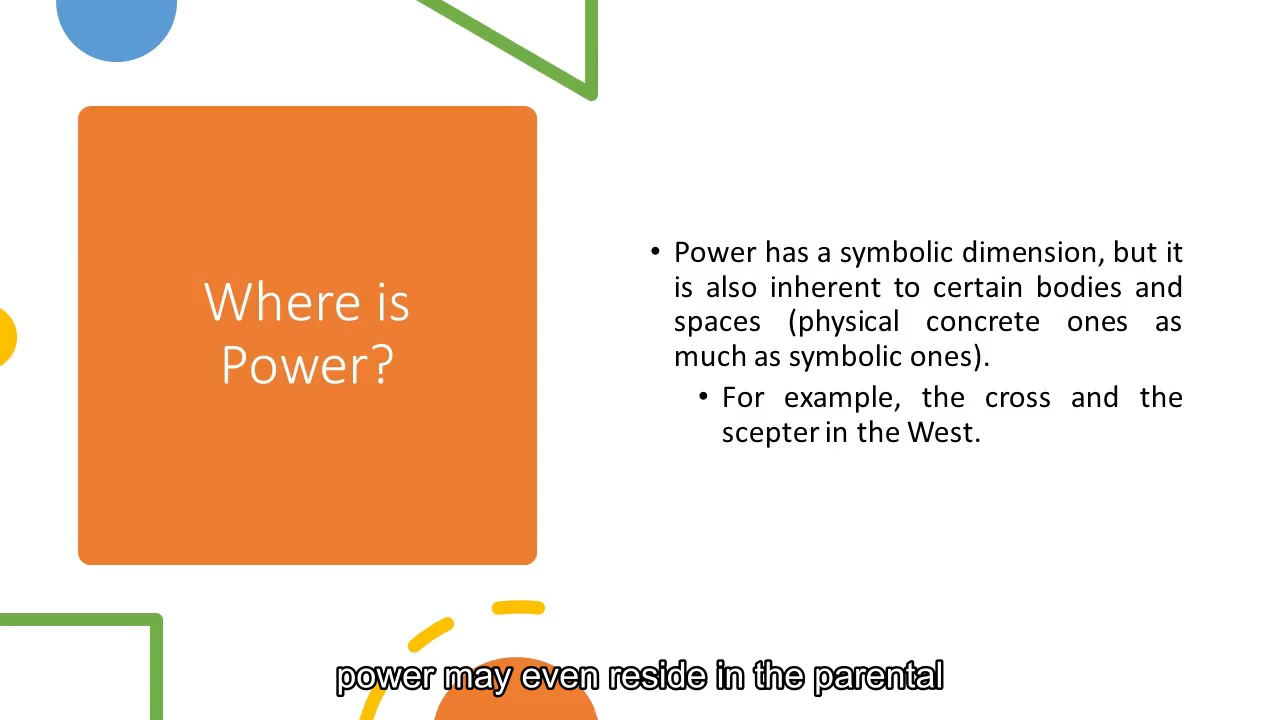 Where is
Power?
• Power has a symbolic dimension, but it
is also inherent to certain bodies and
spaces (physical concrete ones as
much as symbolic ones).
• For example, the cross and the
scepter in the West.
power may even reside in the parental